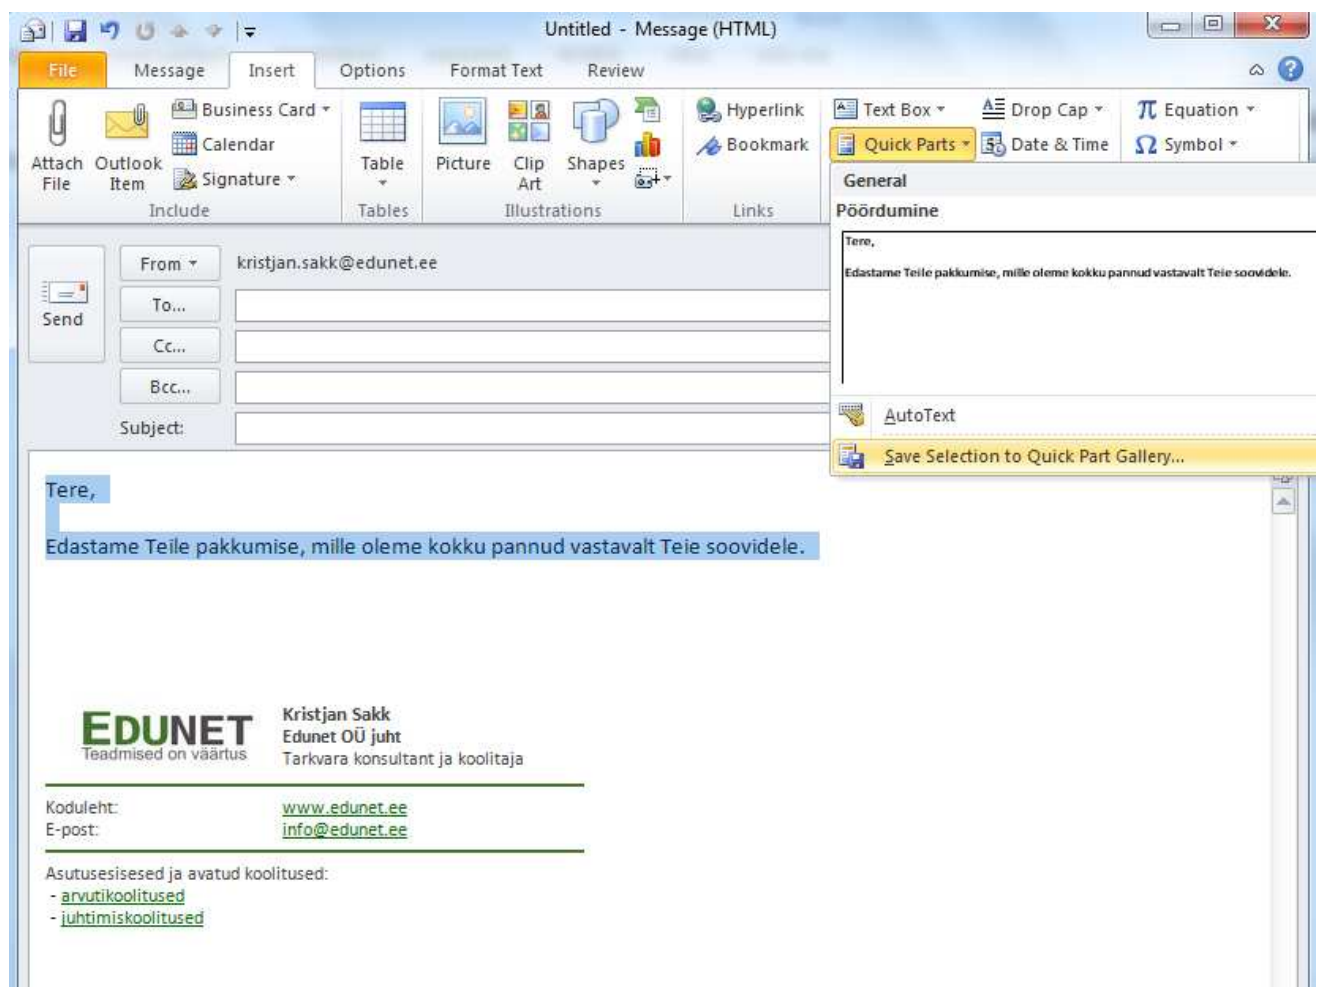 Untitled - Message (HTML)
File Message Insert Options Format Text Review
Attach File
Outlook Item
Business Card
Calendar
Signature
Include
Table
Tables
Picture
Clip Art
Shapes
Illustrations
Hyperlink
Bookmark
Links
Text Box
Quick Parts
Drop Cap
Date & Time
Equation
Symbol
General
Pöördumine
Tere,
Edastame Teile pakkumise, mille oleme kokku pannud vastavalt Teie soovidele.
AutoText
Save Selection to Quick Part Gallery...
Send
From
kristjan.sakk@edunet.ee
To...
Cc...
Bcc...
Subject:
Tere,
Edastame Teile pakkumise, mille oleme kokku pannud vastavalt Teie soovidele.
EDUNET
Teadmised on väärtus
Kristjan Sakk
Edunet OÜ juht
Tarkvara konsultant ja koolitaja
Koduleht: www.edunet.ee
E-post: info@edunet.ee
Asutusesisesed ja avatud koolitused:
- arvutikoolitused
- juhtimiskoolitused